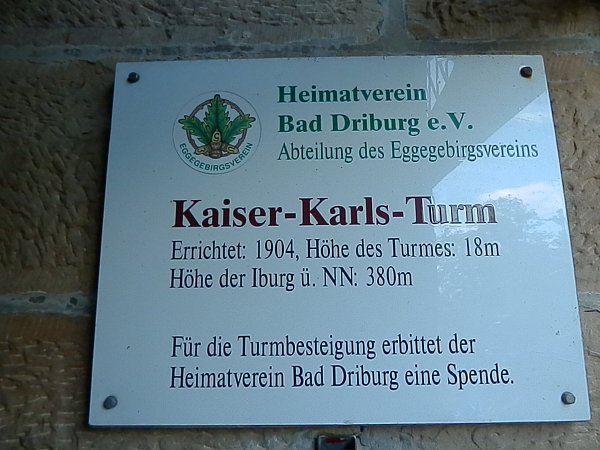 Heimatverein
Bad Driburg e.V.
Abteilung des Eggegebirgsvereins
EGGEGEBIRGSVEREIN
Kaiser-Karls-Turm
Errichtet: 1904, Höhe des Turmes: 18m
Höhe der Iburg ü. NN: 380m
Für die Turmbesteigung erbittet der
Heimatverein Bad Driburg eine Spende.